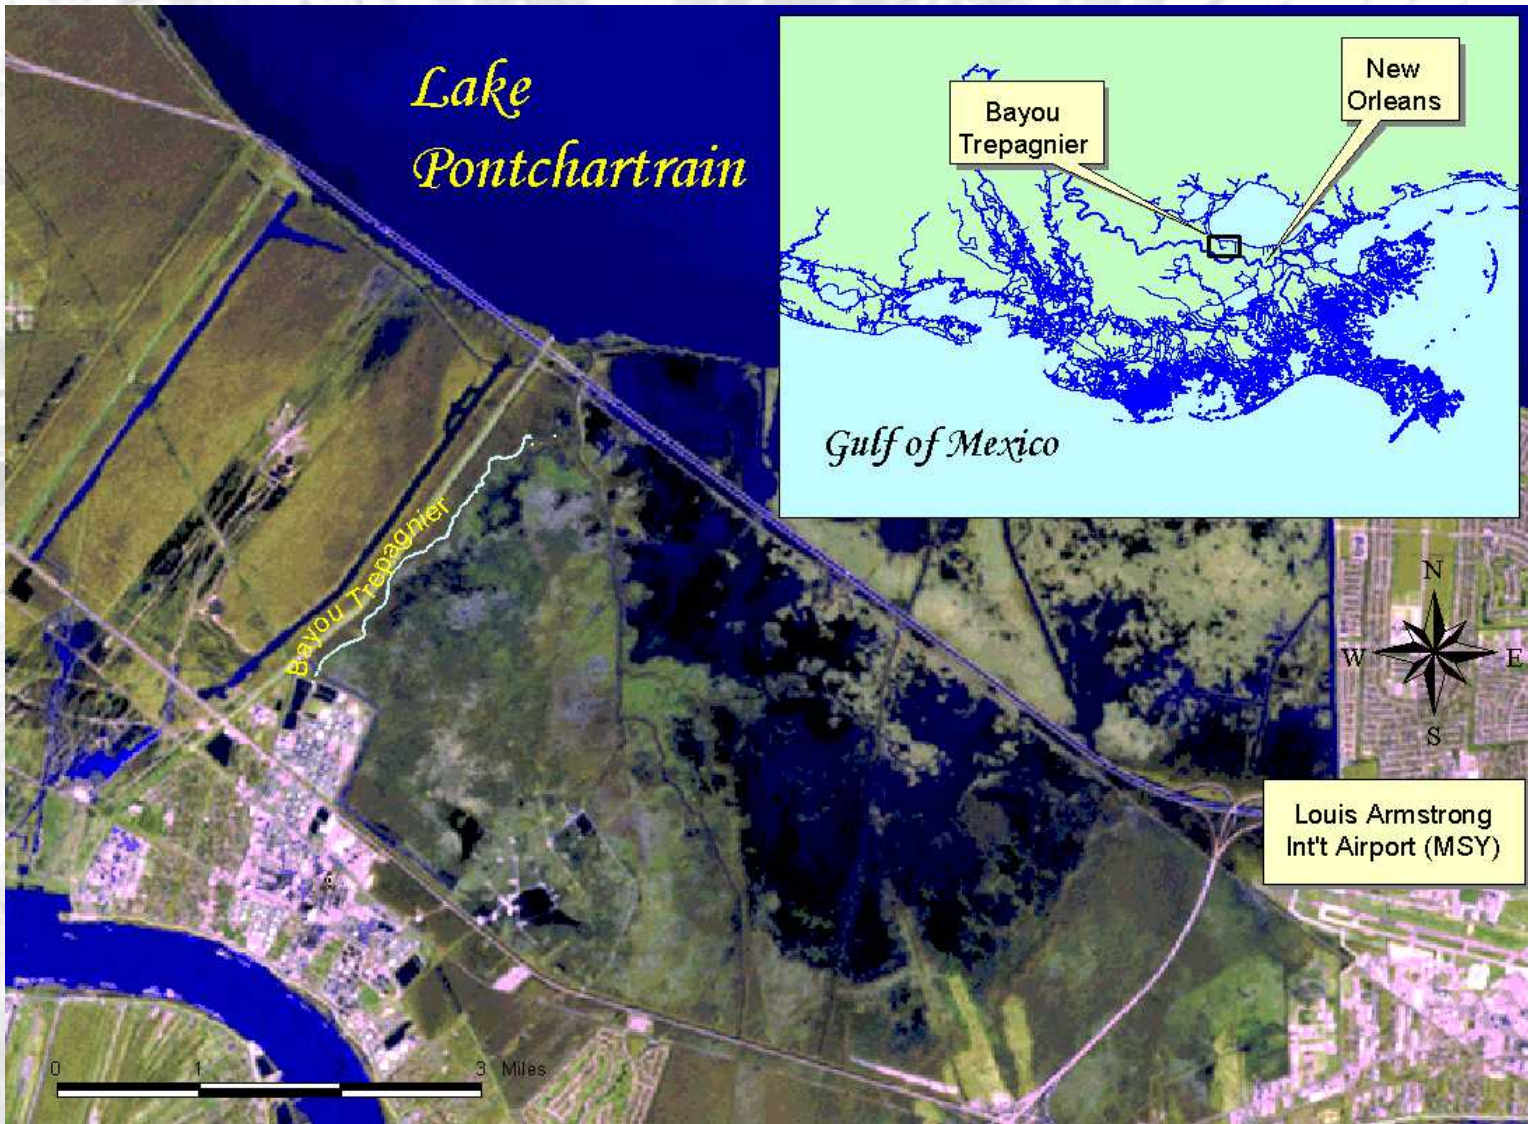 Lake
Pontchartrain
Bayou
Trepagnier
New
Orleans
Gulf of Mexico
Bayou Trepagnier
N
W E
S
Louis Armstrong
Int't Airport (MSY)
0 1 3 Miles